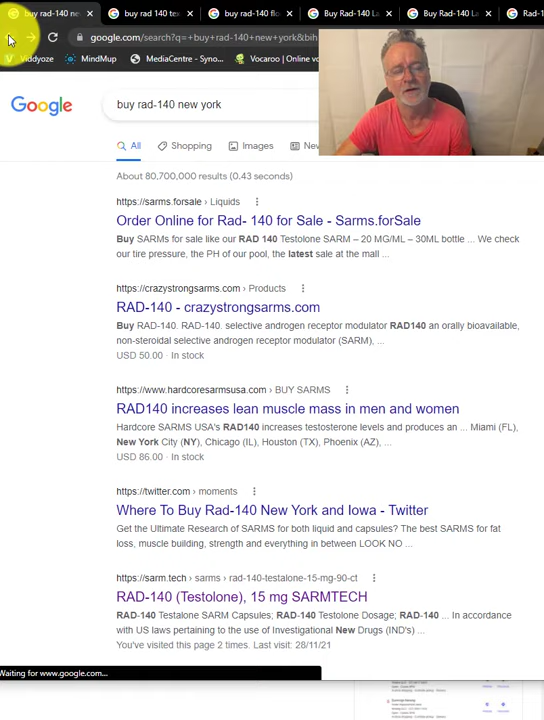 buy rad-140 ne
buy rad 140 tex
buy rad 140 flo
Buy Rad-140 L
Buy Rad-140 L
Rad-1
google.com/search?q=+buy+rad-140+new+york&bih
Viddyoze
MindMup
MediaCentre - Syno...
Vocaroo | Online vo
Google
buy rad-140 new york
All
Shopping
Images
New
About 80,700,000 results (0.43 seconds)
https://sarms.forsale › Liquids
Order Online for Rad- 140 for Sale - Sarms.forSale
Buy SARMs for sale like our RAD 140 Testolone SARM – 20 MG/ML – 30ML bottle ... We check
our tire pressure, the PH of our pool, the latest sale at the mall ...
https://crazystrongsarms.com › Products
RAD-140 - crazystrongsarms.com
Buy RAD-140. RAD-140. selective androgen receptor modulator RAD140 an orally bioavailable,
non-steroidal selective androgen receptor modulator (SARM), ...
USD 50.00 · In stock
https://www.hardcoresarmsusa.com › BUY SARMS
RAD140 increases lean muscle mass in men and women
Hardcore SARMS USA's RAD140 increases testosterone levels and produces an ... Miami (FL),
New York City (NY), Chicago (IL), Houston (TX), Phoenix (AZ), ...
USD 86.00 · In stock
https://twitter.com › moments
Where To Buy Rad-140 New York and Iowa - Twitter
Get the Ultimate Research of SARMS for both liquid and capsules? The best SARMS for fat
loss, muscle building, strength and everything in between LOOK NO ...
https://sarm.tech › sarms › rad-140-testalone-15-mg-90-ct
RAD-140 (Testolone), 15 mg SARMTECH
RAD-140 Testalone SARM Capsules; RAD-140 Testolone Dosage; RAD-140 ... In accordance
with US laws pertaining to the use of Investigational New Drugs (IND's) ...
You've visited this page 2 times. Last visit: 28/11/21
Waiting for www.google.com...